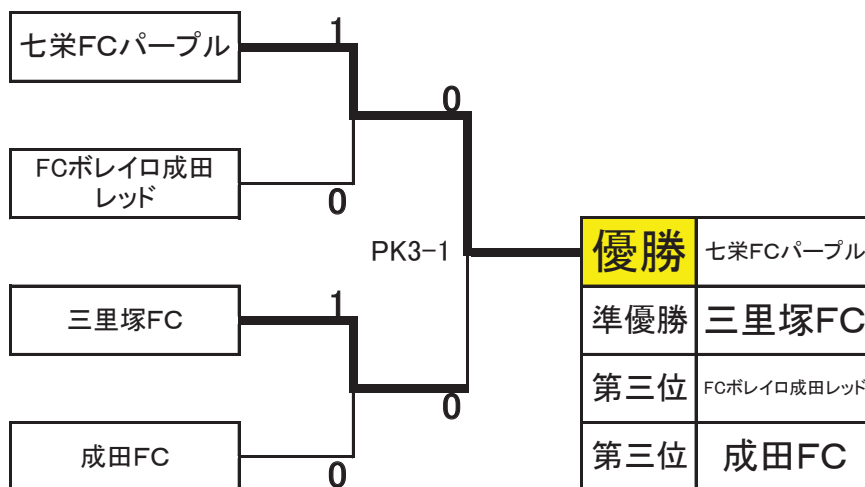 1
七栄FCパープル
0
FCボレイロ成田
レッド
0
PK3-1
優勝 七栄FCパープル
1
三里塚FC
準優勝 三里塚FC
第三位 FCボレイロ成田レッド
0
成田FC
0
第三位 成田FC